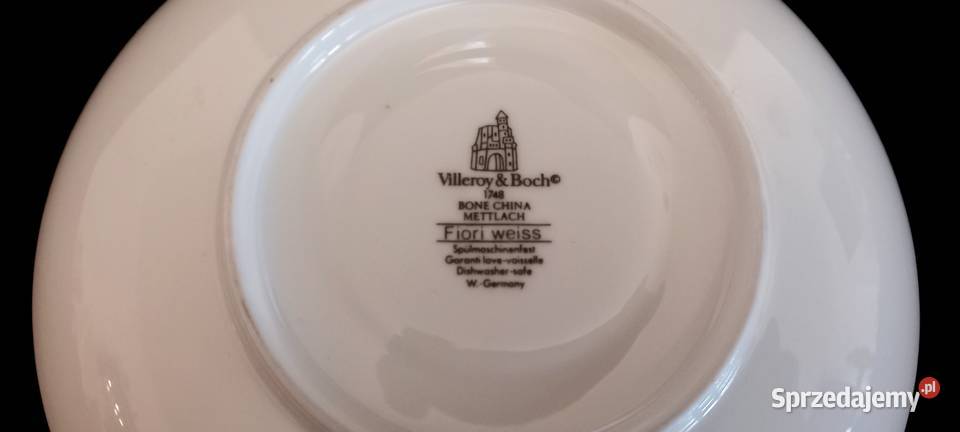 Villeroy & Boch©
1748
BONE CHINA
METTLACH
Fiori weiss
Spülmaschinenfest
Garanti lave-vaisselle
Dishwasher-safe
W.-Germany
Sprzedajemy.pl